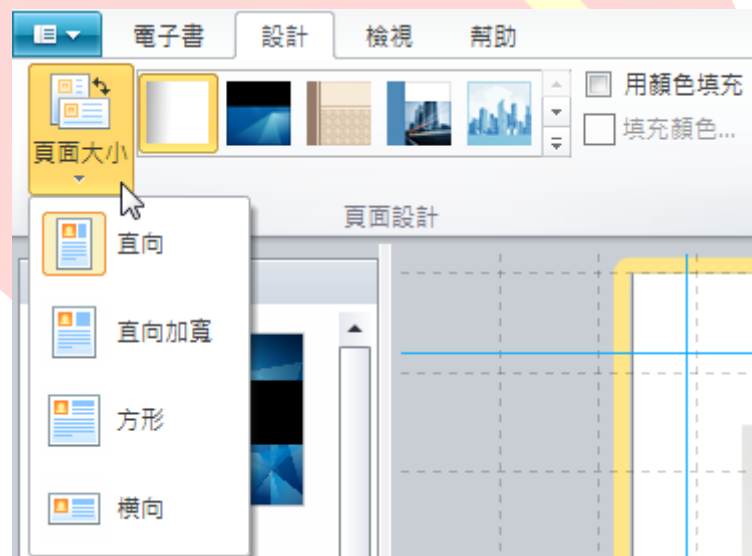 電子書 設計 檢視 幫助
頁面大小
用顏色填充
填充顏色...
頁面設計
直向
直向加寬
方形
橫向